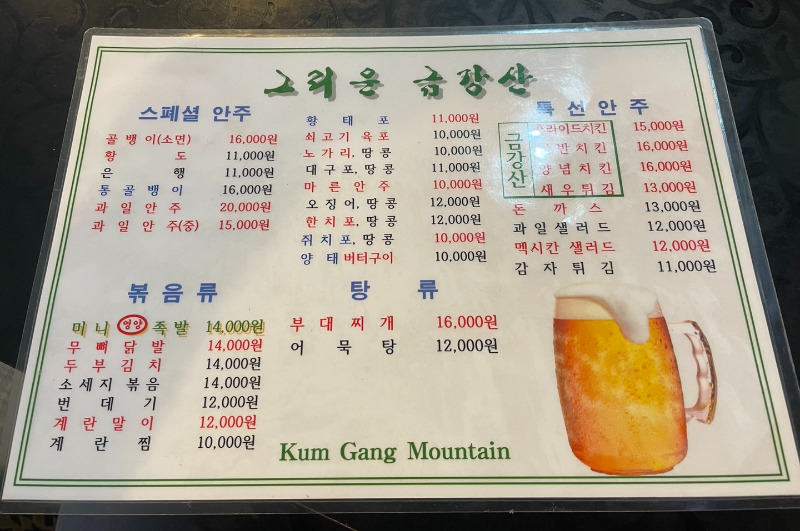 그리운 금강산
스폐셜 안주
골뱅이(소면) 16,000원
황도 11,000원
은행 11,000원
통골뱅이 16,000원
과일안주 20,000원
과일안주(중) 15,000원
황태포 11,000원
쇠고기육포 10,000원
노가리, 땅콩 10,000원
대구포, 땅콩 11,000원
마른안주 10,000원
오징어, 땅콩 12,000원
한치포, 땅콩 12,000원
쥐치포, 땅콩 10,000원
양태버터구이 10,000원
특선안주
금강산
후라이드치킨 15,000원
반치킨 16,000원
양념치킨 16,000원
새우튀김 13,000원
돈까스 13,000원
과일샐러드 12,000원
멕시칸샐러드 12,000원
감자튀김 11,000원
볶음류
미니 영양 족발 14,000원
무뼈닭발 14,000원
두부김치 14,000원
소세지볶음 14,000원
번데기 12,000원
계란말이 12,000원
계란찜 10,000원
탕류
부대찌개 16,000원
어묵탕 12,000원
Kum Gang Mountain